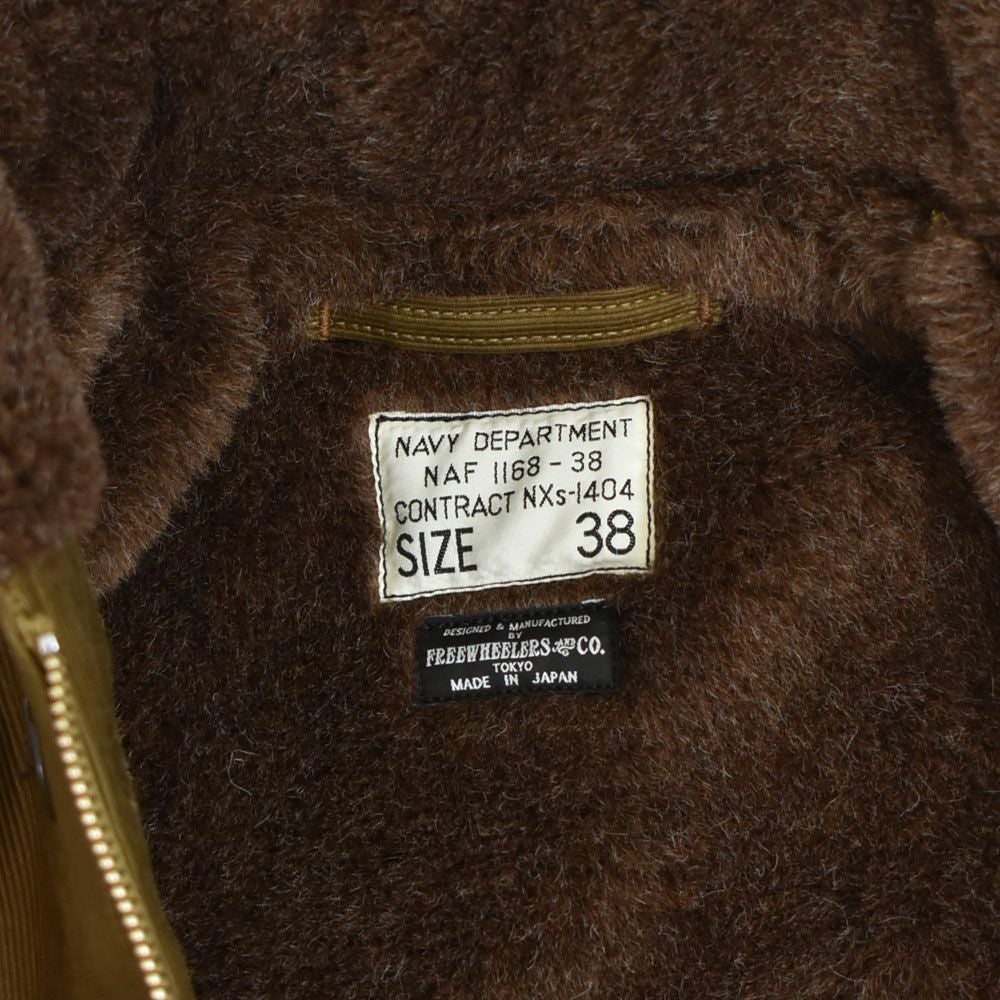 NAVY DEPARTMENT
NAF 1168-38
CONTRACT NXs-1404
SIZE 38
DESIGNED & MANUFACTURED
BY
FREEWHEELERS AND CO.
TOKYO
MADE IN JAPAN